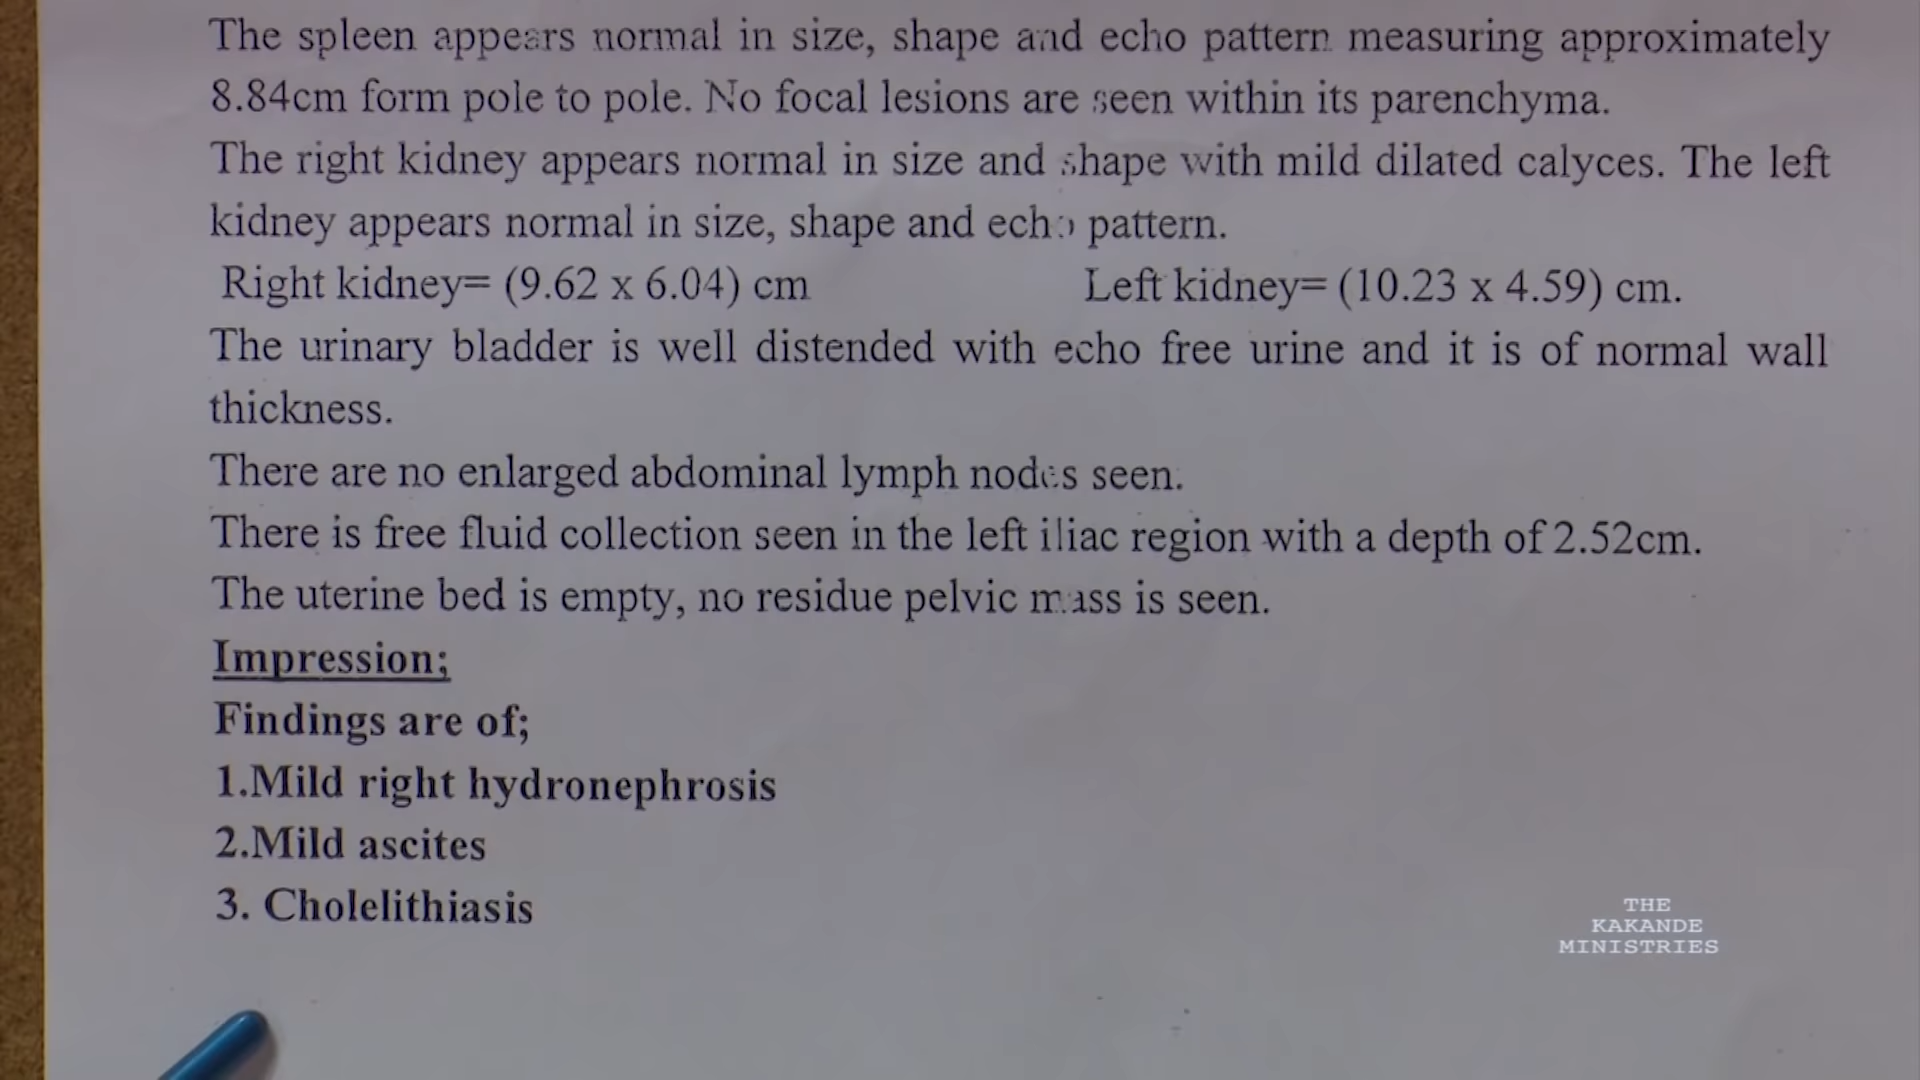 The spleen appears normal in size, shape and echo pattern measuring approximately
8.84cm form pole to pole. No focal lesions are seen within its parenchyma.
The right kidney appears normal in size and shape with mild dilated calyces. The left
kidney appears normal in size, shape and echo pattern.
Right kidney= (9.62 x 6.04) cm Left kidney= (10.23 x 4.59) cm.
The urinary bladder is well distended with echo free urine and it is of normal wall
thickness.
There are no enlarged abdominal lymph nodes seen.
There is free fluid collection seen in the left iliac region with a depth of 2.52cm.
The uterine bed is empty, no residue pelvic mass is seen.
Impression;
Findings are of;
1.Mild right hydronephrosis
2.Mild ascites
3. Cholelithiasis
THE
KAKANDE
MINISTRIES